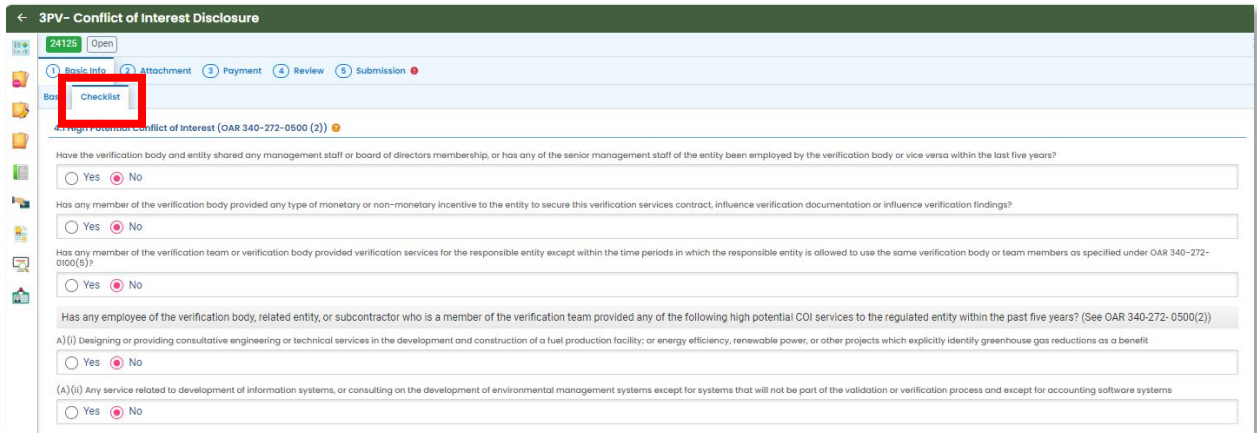 ← 3PV- Conflict of Interest Disclosure
24125 Open
1 Basic Info 2 Attachment 3 Payment 4 Review 5 Submission
Checklist
4.1 High Potential Conflict of Interest (OAR 340-272-0500 (2))
Have the verification body and entity shared any management staff or board of directors membership, or has any of the senior management staff of the entity been employed by the verification body or vice versa within the last five years?
Yes No
Has any member of the verification body provided any type of monetary or non-monetary incentive to the entity to secure this verification services contract, influence verification documentation or influence verification findings?
Yes No
Has any member of the verification team or verification body provided verification services for the responsible entity except within the time periods in which the responsible entity is allowed to use the same verification body or team members as specified under OAR 340-272-
0100(5)?
Yes No
Has any employee of the verification body, related entity, or subcontractor who is a member of the verification team provided any of the following high potential COI services to the regulated entity within the past five years? (See OAR 340-272- 0500(2))
A)(i) Designing or providing consultative engineering or technical services in the development and construction of a fuel production facility; or energy efficiency, renewable power, or other projects which explicitly identify greenhouse gas reductions as a benefit
Yes No
(A)(ii) Any service related to development of information systems, or consulting on the development of environmental management systems except for systems that will not be part of the validation or verification process and except for accounting software systems
Yes No